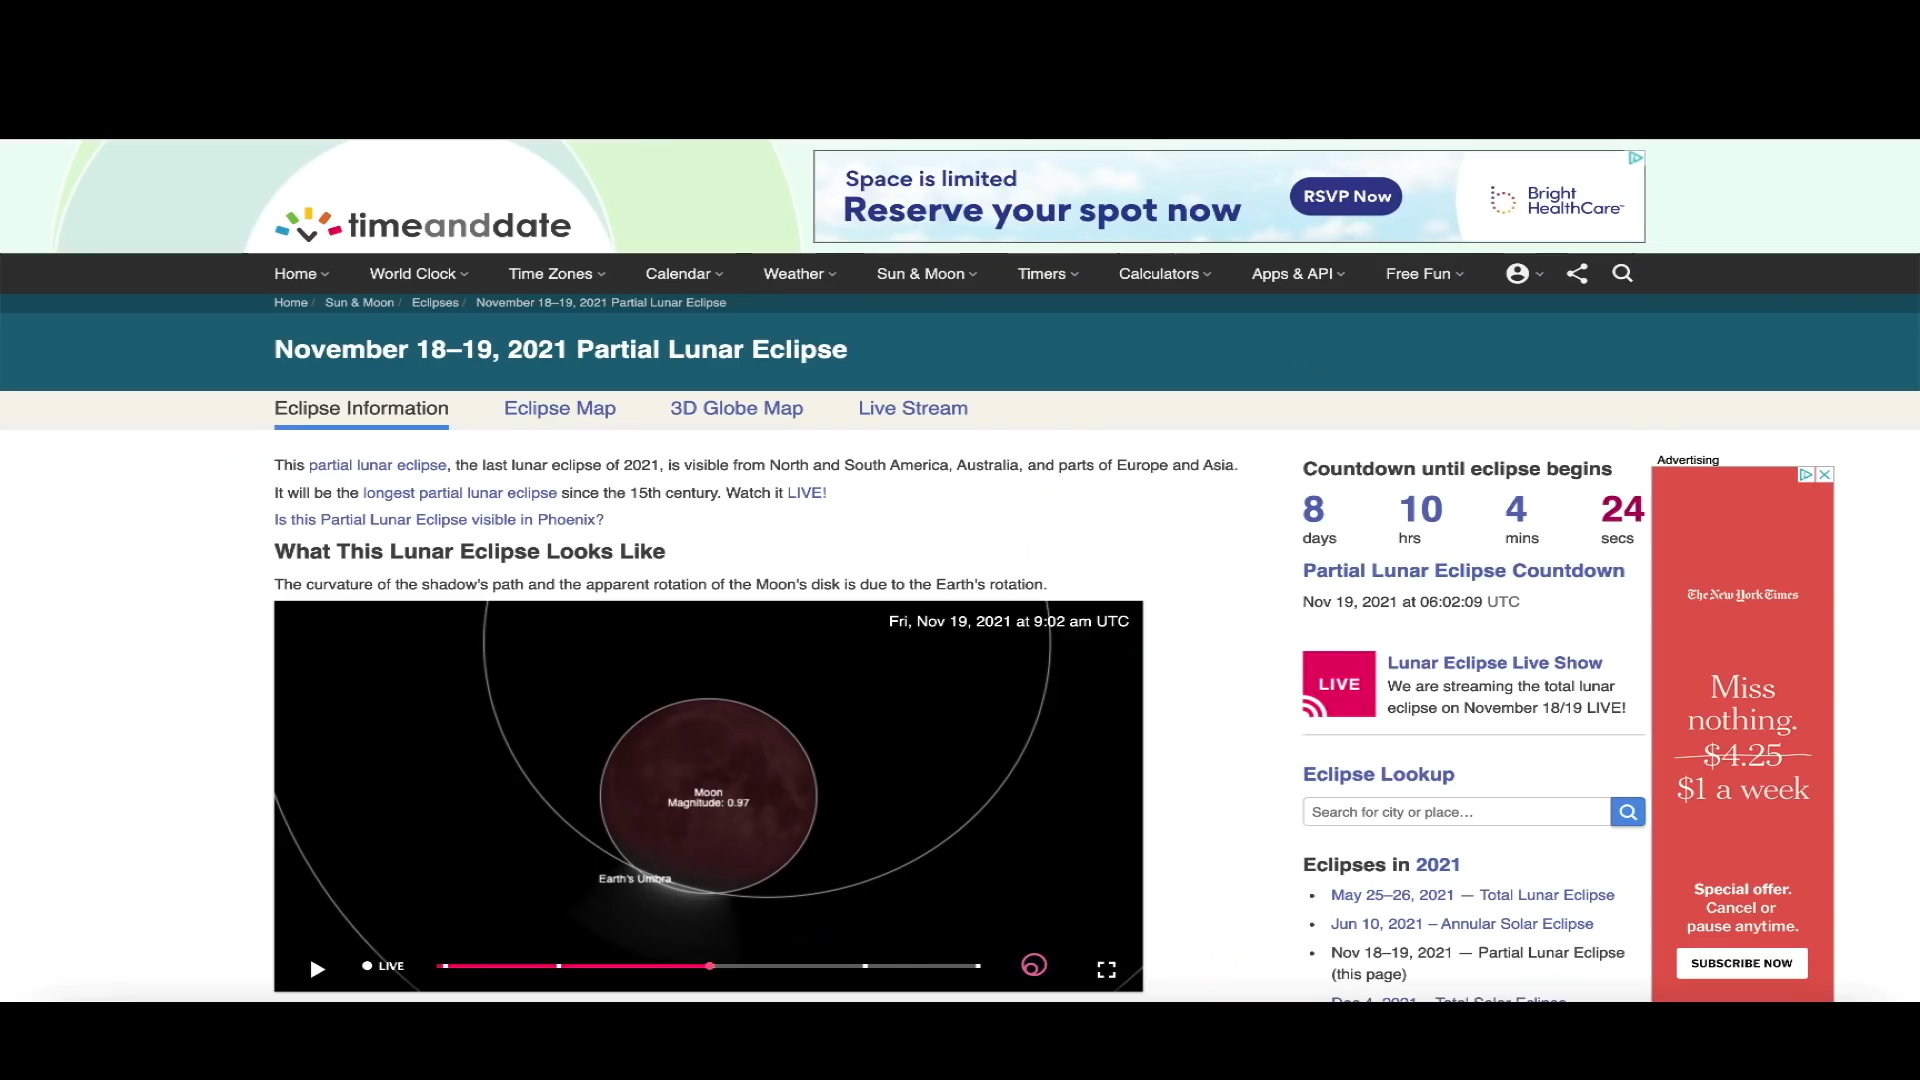 timeanddate
Space is limited
Reserve your spot now
RSVP Now
Bright
HealthCare
Home World Clock Time Zones Calendar Weather Sun & Moon Timers Calculators Apps & API Free Fun
Home / Sun & Moon / Eclipses / November 18–19, 2021 Partial Lunar Eclipse
November 18–19, 2021 Partial Lunar Eclipse
Eclipse Information Eclipse Map 3D Globe Map Live Stream
This partial lunar eclipse, the last lunar eclipse of 2021, is visible from North and South America, Australia, and parts of Europe and Asia.
It will be the longest partial lunar eclipse since the 15th century. Watch it LIVE!
Is this Partial Lunar Eclipse visible in Phoenix?
What This Lunar Eclipse Looks Like
The curvature of the shadow's path and the apparent rotation of the Moon's disk is due to the Earth's rotation.
Fri, Nov 19, 2021 at 9:02 am UTC
Moon
Magnitude: 0.97
Earth's Umbra
LIVE
Countdown until eclipse begins
8 10 4 24
days hrs mins secs
Partial Lunar Eclipse Countdown
Nov 19, 2021 at 06:02:09 UTC
LIVE
Lunar Eclipse Live Show
We are streaming the total lunar
eclipse on November 18/19 LIVE!
Eclipse Lookup
Search for city or place...
Eclipses in 2021
• May 25–26, 2021 — Total Lunar Eclipse
• Jun 10, 2021 – Annular Solar Eclipse
• Nov 18–19, 2021 — Partial Lunar Eclipse
(this page)
Dec 4, 2021 – Total Solar Eclipse
Advertising
The New York Times
Miss
nothing.
$4.25
$1 a week
Special offer.
Cancel or
pause anytime.
SUBSCRIBE NOW